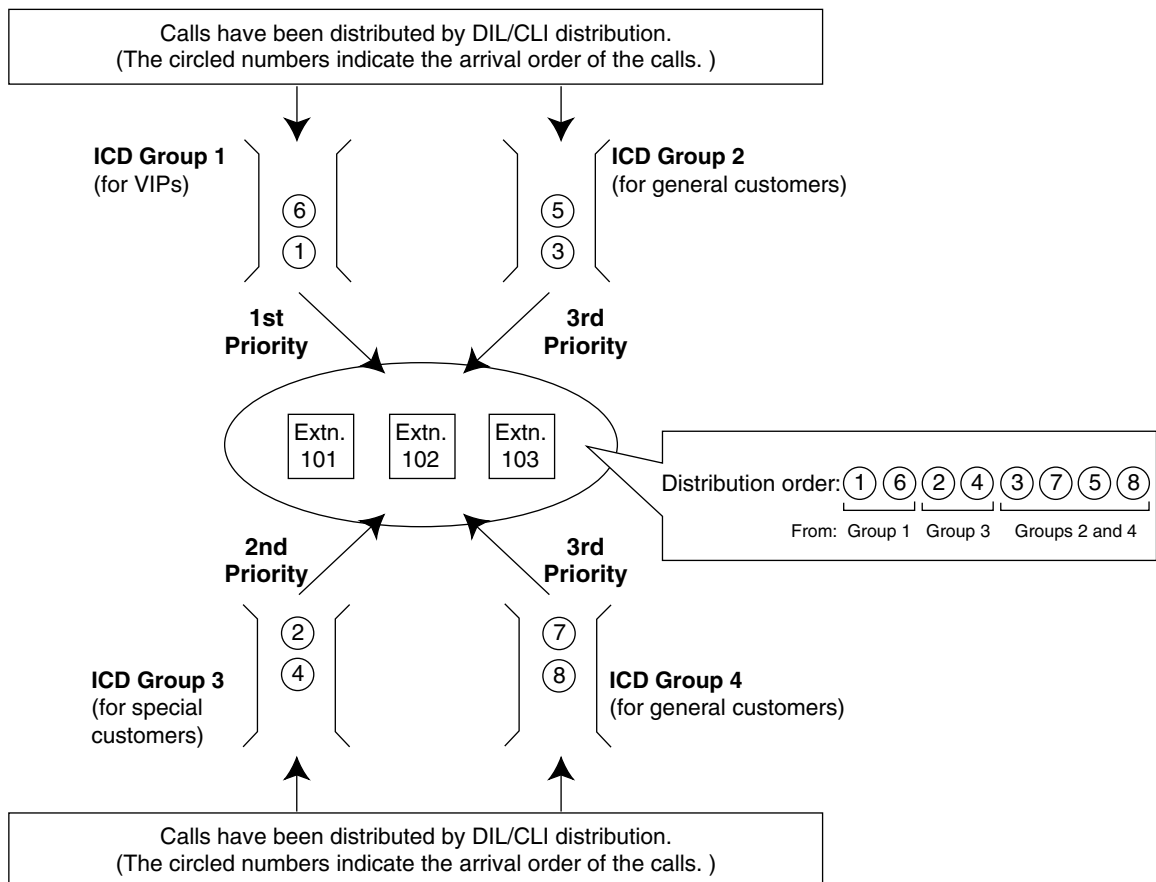 Calls have been distributed by DIL/CLI distribution.
(The circled numbers indicate the arrival order of the calls. )
ICD Group 1
(for VIPs)
6
1
ICD Group 2
(for general customers)
5
3
1st
Priority
3rd
Priority
Extn.
101
Extn.
102
Extn.
103
Distribution order: 1 6 2 4 3 7 5 8
From: Group 1 Group 3 Groups 2 and 4
2nd
Priority
3rd
Priority
ICD Group 3
(for special
customers)
2
4
7
8
ICD Group 4
(for general customers)
Calls have been distributed by DIL/CLI distribution.
(The circled numbers indicate the arrival order of the calls. )